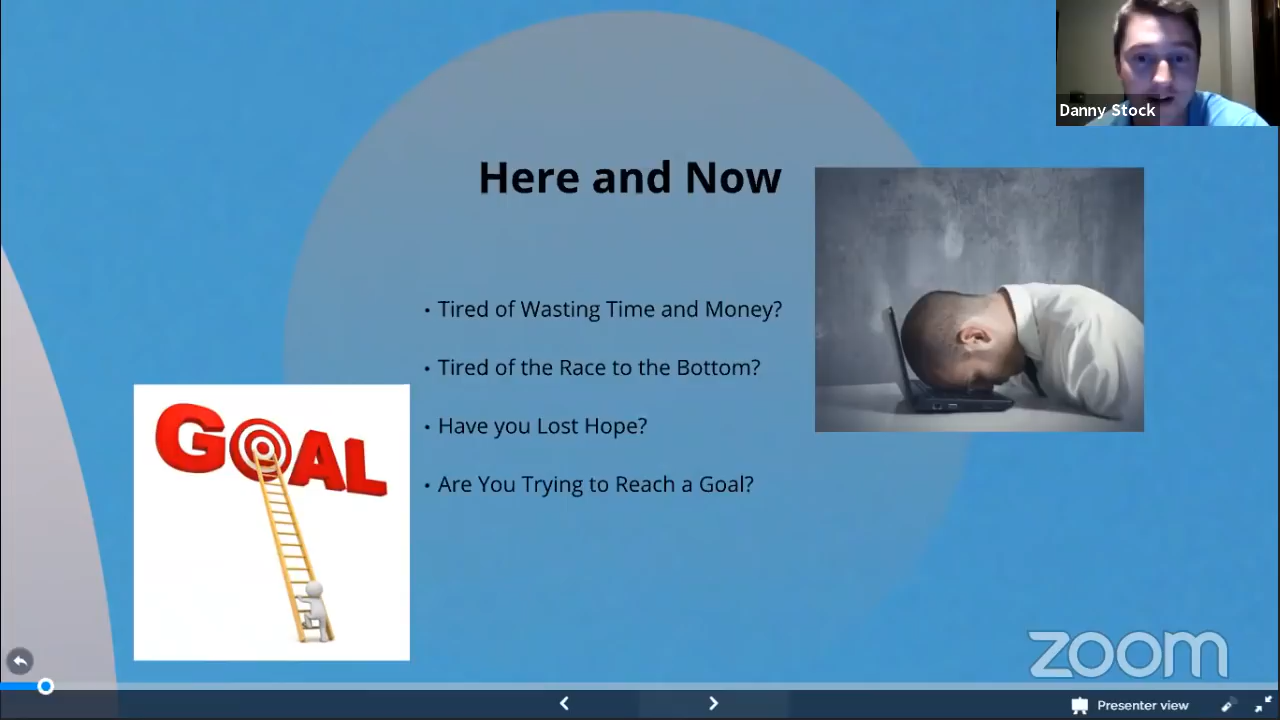 Danny Stock
Here and Now
• Tired of Wasting Time and Money?
• Tired of the Race to the Bottom?
• Have you Lost Hope?
• Are You Trying to Reach a Goal?
GOAL
zoom
Presenter view